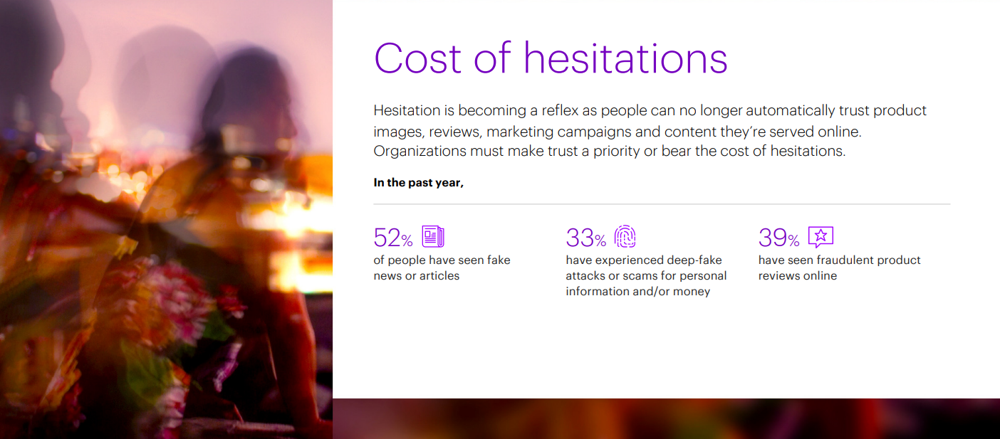 Cost of hesitations
Hesitation is becoming a reflex as people can no longer automatically trust product
images, reviews, marketing campaigns and content they’re served online.
Organizations must make trust a priority or bear the cost of hesitations.
In the past year,
52%
of people have seen fake
news or articles
33%
have experienced deep-fake
attacks or scams for personal
information and/or money
39%
have seen fraudulent product
reviews online